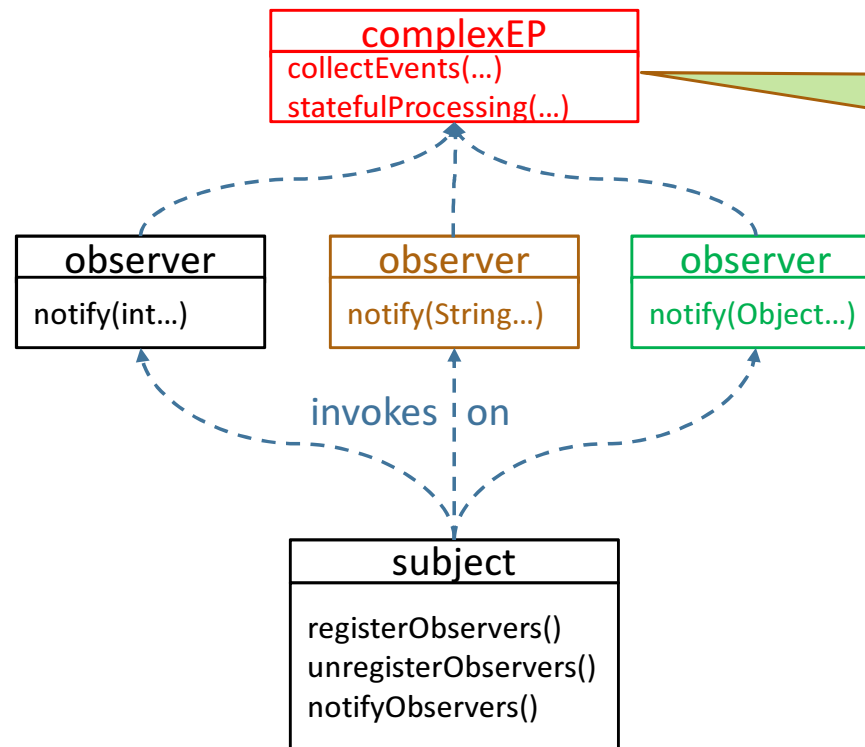 complexEP
collectEvents(...)
statefulProcessing(...)
observer
notify(int...)
observer
notify(String...)
observer
notify(Object...)
invokes on
subject
registerObservers()
unregisterObservers()
notifyObservers()